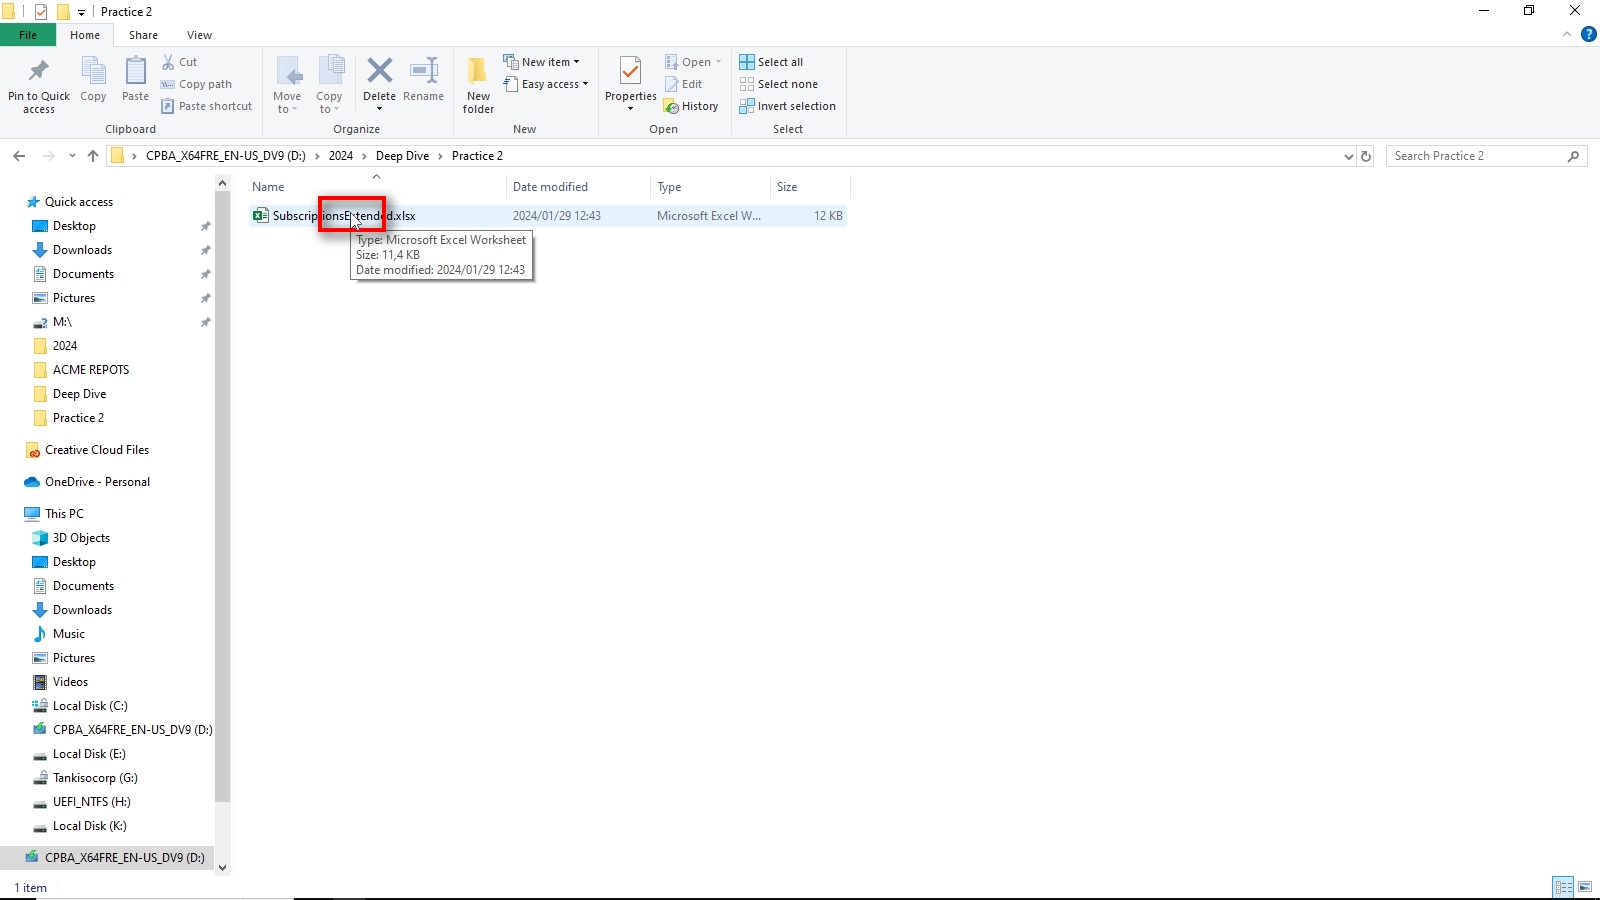 Practice 2
File Home Share View
Pin to Quick access
Copy
Paste
Cut
Copy path
Paste shortcut
Clipboard
Move to
Copy to
Delete
Rename
Organize
New folder
New item
Easy access
New
Properties
Open
Edit
History
Open
Select all
Select none
Invert selection
Select
CPBA_X64FRE_EN-US_DV9 (D:) > 2024 > Deep Dive > Practice 2
Search Practice 2
Name Date modified Type Size
SubscriptionsExtended.xlsx 2024/01/29 12:43 Microsoft Excel W... 12 KB
Type: Microsoft Excel Worksheet
Size: 11,4 KB
Date modified: 2024/01/29 12:43
Quick access
Desktop
Downloads
Documents
Pictures
M:\
2024
ACME REPOTS
Deep Dive
Practice 2
Creative Cloud Files
OneDrive - Personal
This PC
3D Objects
Desktop
Documents
Downloads
Music
Pictures
Videos
Local Disk (C:)
CPBA_X64FRE_EN-US_DV9 (D:)
Local Disk (E:)
Tankisocorp (G:)
UEFI_NTFS (H:)
Local Disk (K:)
CPBA_X64FRE_EN-US_DV9 (D:)
1 item